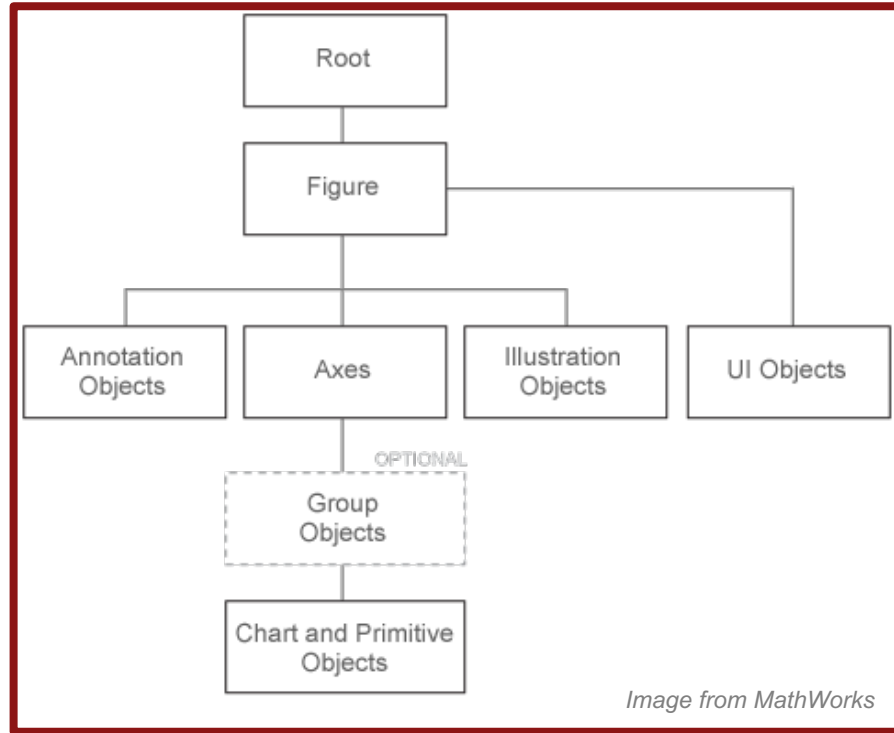 Root
Figure
Annotation
Objects
Axes
Illustration
Objects
UI Objects
OPTIONAL
Group
Objects
Chart and Primitive
Objects
Image from MathWorks